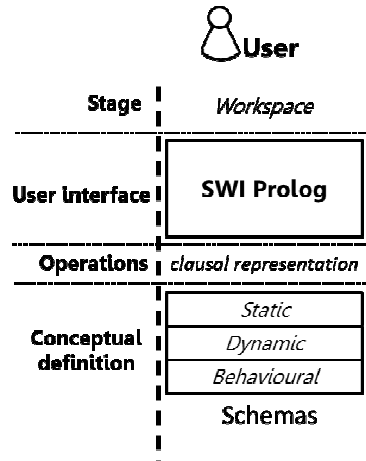 User
Stage
Workspace
User interface
SWI Prolog
Operations
clausal representation
Conceptual
definition
Static
Dynamic
Behavioural
Schemas